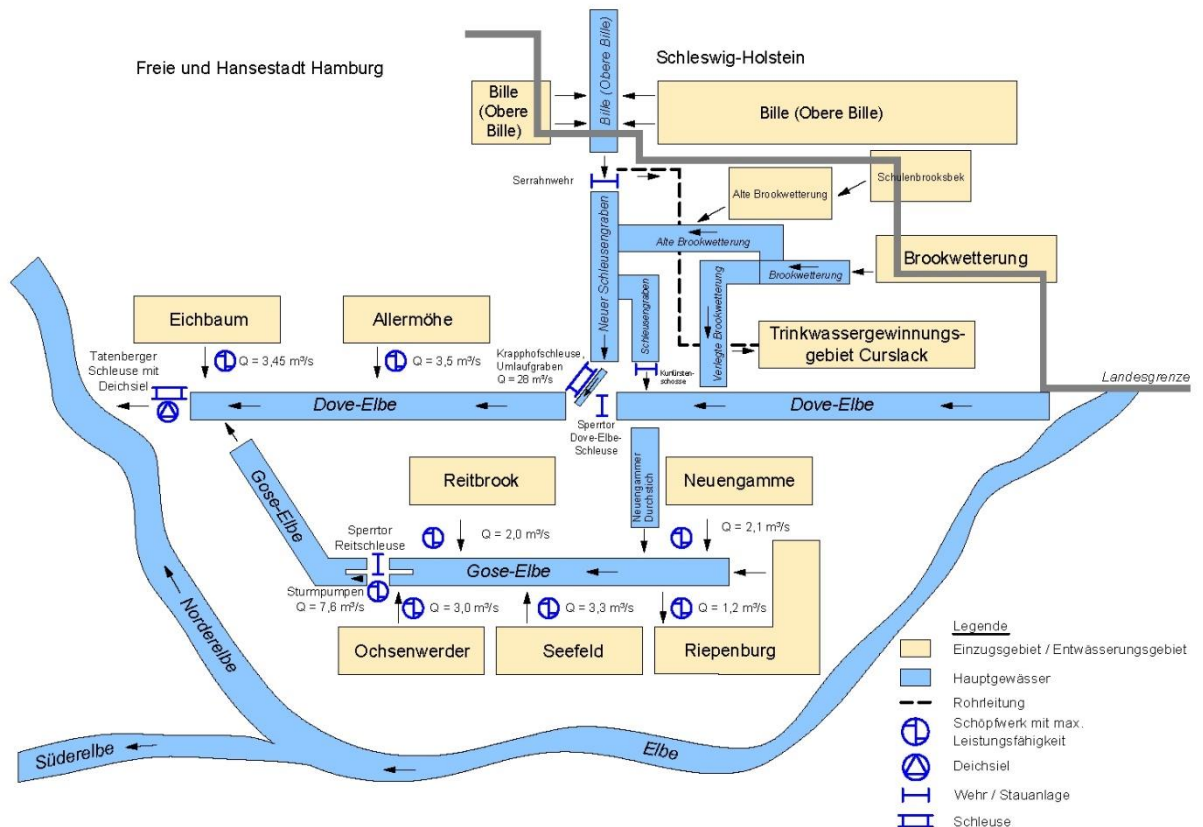 Freie und Hansestadt Hamburg
Schleswig-Holstein
Bille
(Obere
Bille)
Bille (Obere Bille)
Bille (Obere Bille)
Serrahnwehr
Alte Brookwetterung
Schulenbrooksbek
Alte Brookwetterung
Brookwetterung
Brookwetterung
Neuer Schleusengraben
Schleusengraben
Verlegte Brookwetterung
Trinkwassergewinnungs-
gebiet Curslack
Landesgrenze
Eichbaum
Allermöhe
Q = 3,45 m³/s
Q = 3,5 m³/s
Tatenberger
Schleuse mit
Deichsiel
Krapphofschleuse,
Umlaufgraben
Q = 28 m³/s
Kurfürsten-
schosse
Dove-Elbe
Dove-Elbe
Sperrtor
Dove-Elbe-
Schleuse
Gose-Elbe
Reitbrook
Neuengammer
Durchstich
Neuengamme
Q = 2,0 m³/s
Q = 2,1 m³/s
Sperrtor
Reitschleuse
Gose-Elbe
Sturmpumpen
Q = 7,6 m³/s
Q = 3,0 m³/s
Q = 3,3 m³/s
Q = 1,2 m³/s
Ochsenwerder
Seefeld
Riepenburg
Norderelbe
Süderelbe
Elbe
Legende
Einzugsgebiet / Entwässerungsgebiet
Hauptgewässer
Rohrleitung
Schöpfwerk mit max.
Leistungsfähigkeit
Deichsiel
Wehr / Stauanlage
Schleuse